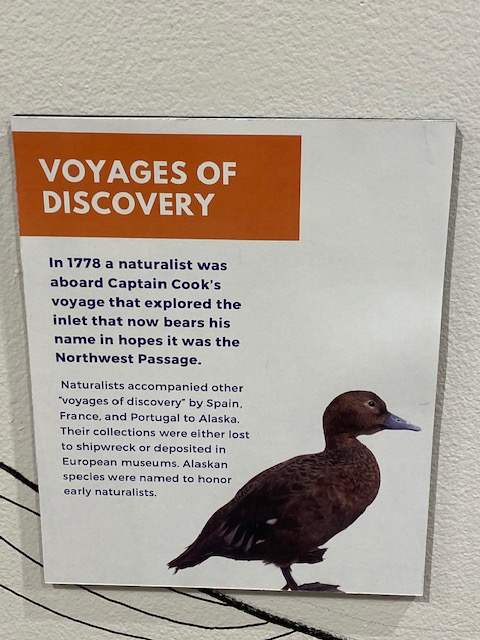 VOYAGES OF
DISCOVERY
In 1778 a naturalist was
aboard Captain Cook's
voyage that explored the
inlet that now bears his
name in hopes it was the
Northwest Passage.
Naturalists accompanied other
"voyages of discovery" by Spain,
France, and Portugal to Alaska.
Their collections were either lost
to shipwreck or deposited in
European museums. Alaskan
species were named to honor
early naturalists.